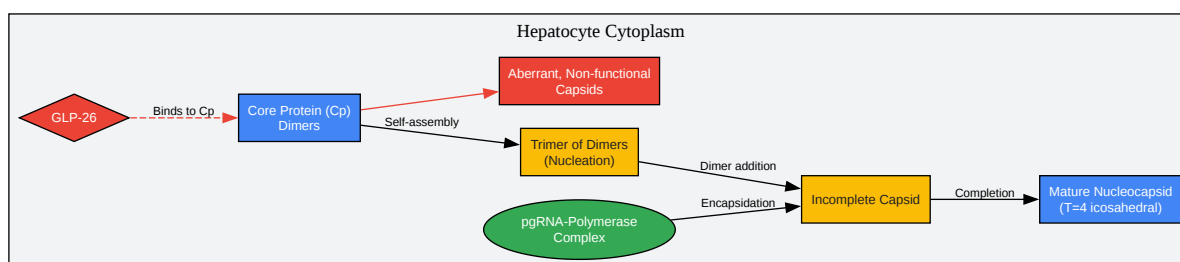 Hepatocyte Cytoplasm
Aberrant, Non-functional
Capsids
GLP-26
Binds to Cp
Core Protein (Cp)
Dimers
Self-assembly
Trimer of Dimers
(Nucleation)
Dimer addition
pgRNA-Polymerase
Complex
Encapsidation
Incomplete Capsid
Completion
Mature Nucleocapsid
(T=4 icosahedral)